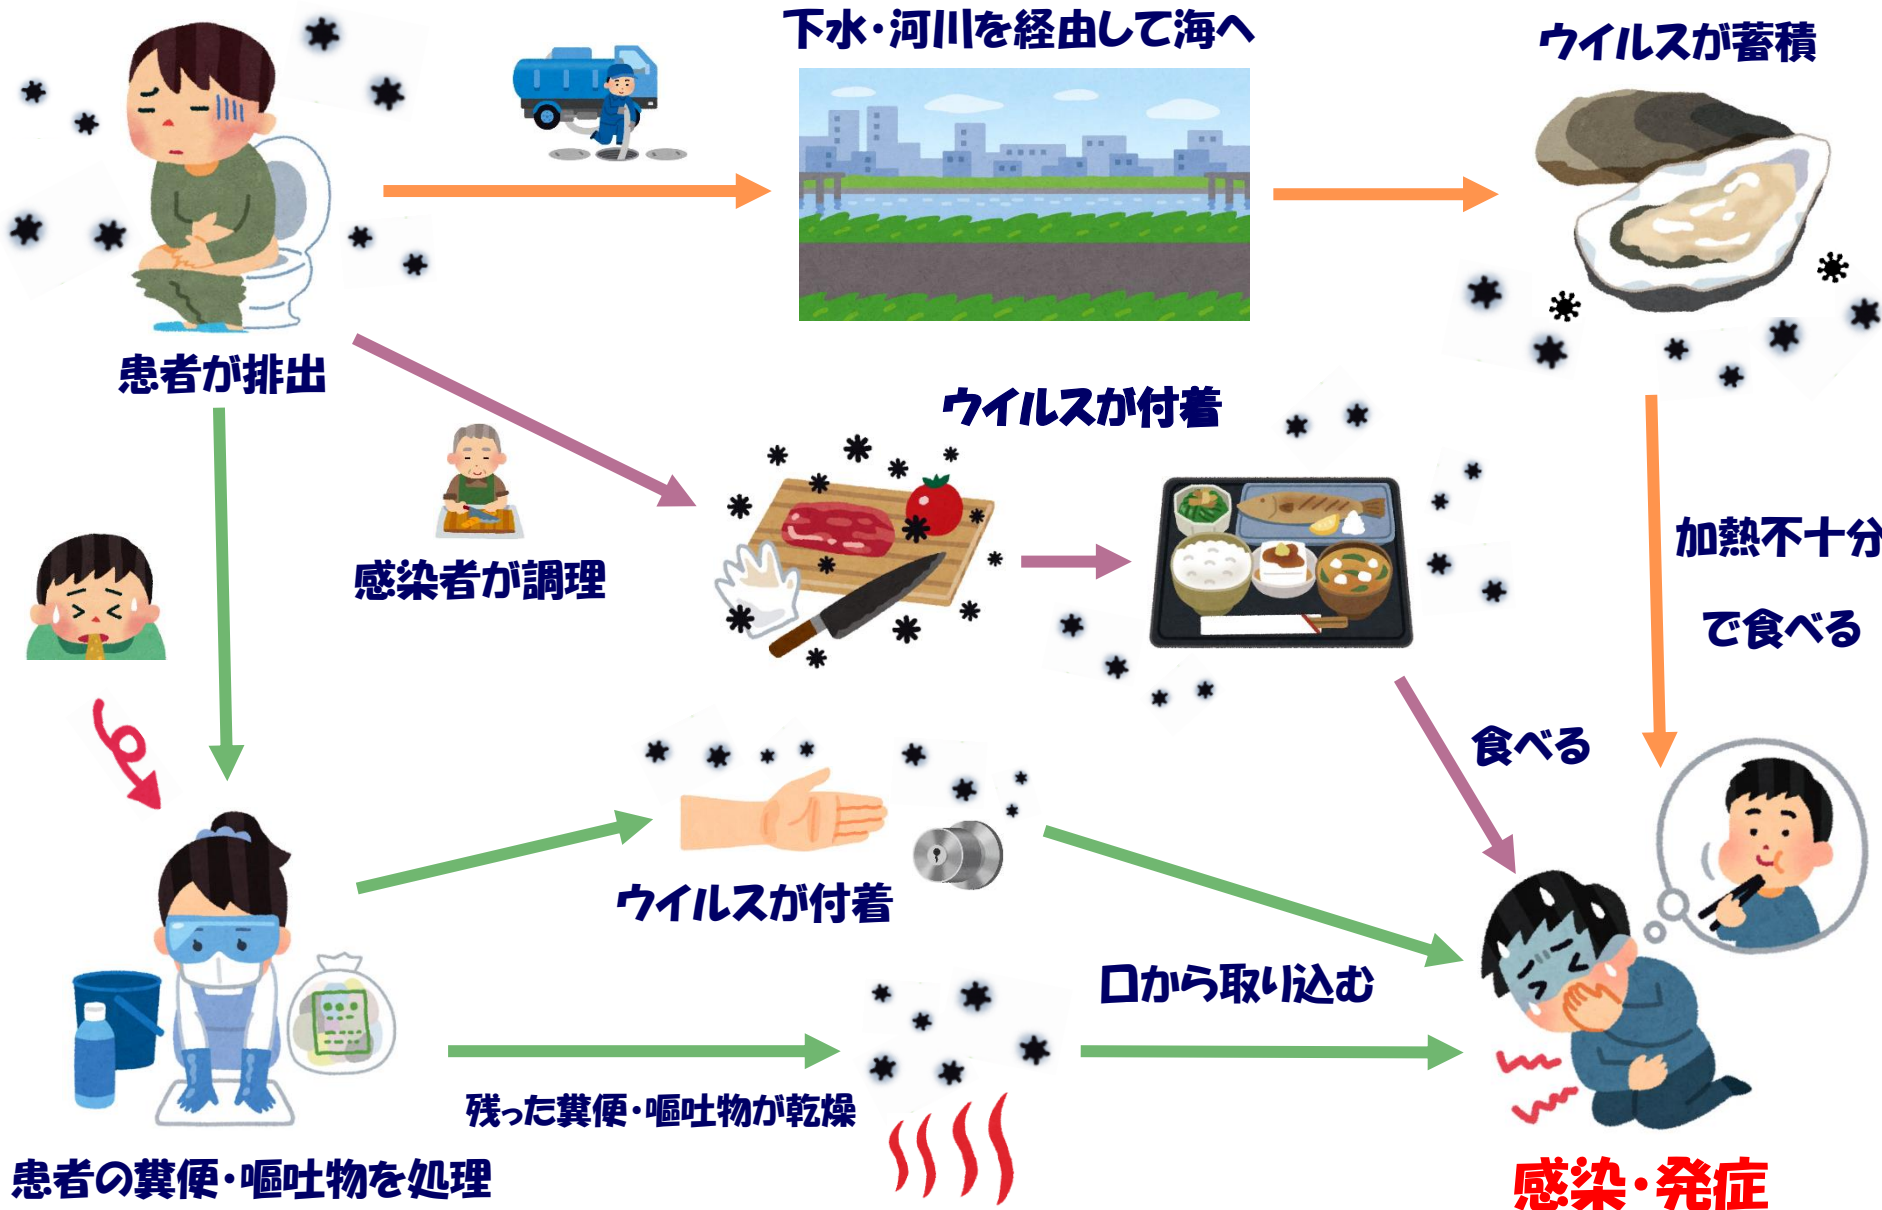 下水・河川を経由して海へ
ウイルスが蓄積
患者が排出
ウイルスが付着
感染者が調理
加熱不十分
で食べる
食べる
ウイルスが付着
口から取り込む
残った糞便・嘔吐物が乾燥
患者の糞便・嘔吐物を処理
感染・発症